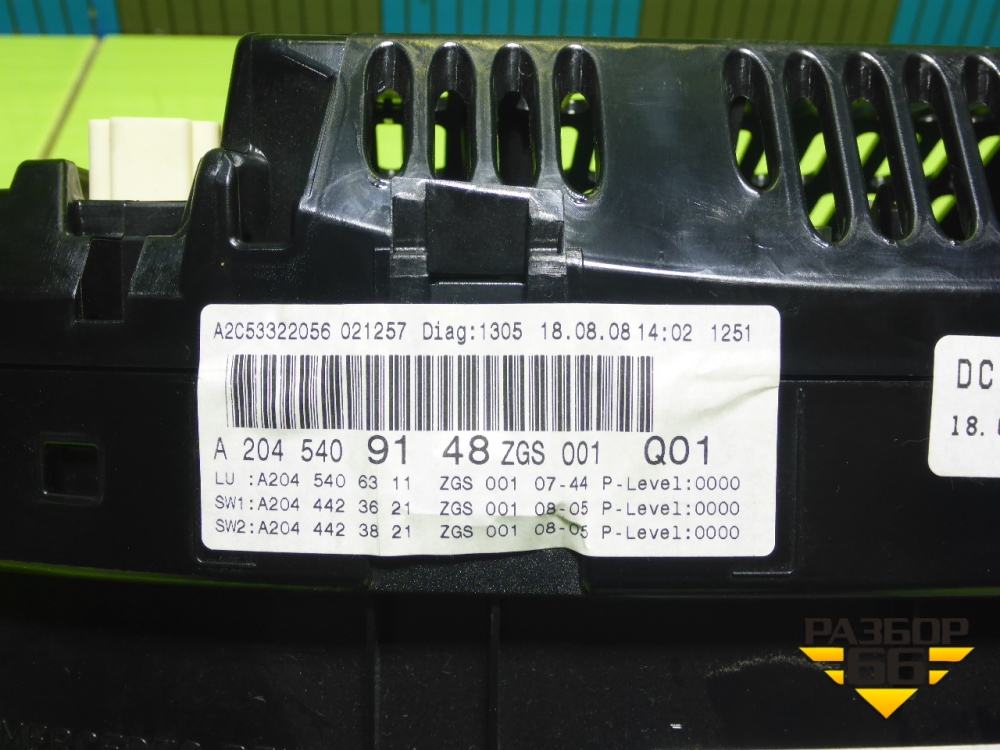 A2C53322056 021257 Diag:1305 18.08.08 14:02 1251
A 204 540 91 48 ZGS 001 Q01
LU :A204 540 63 11 ZGS 001 07-44 P-Level:0000
SW1:A204 442 36 21 ZGS 001 08-05 P-Level:0000
SW2:A204 442 38 21 ZGS 001 08-05 P-Level:0000
DC
18.
РАЗБОР
66